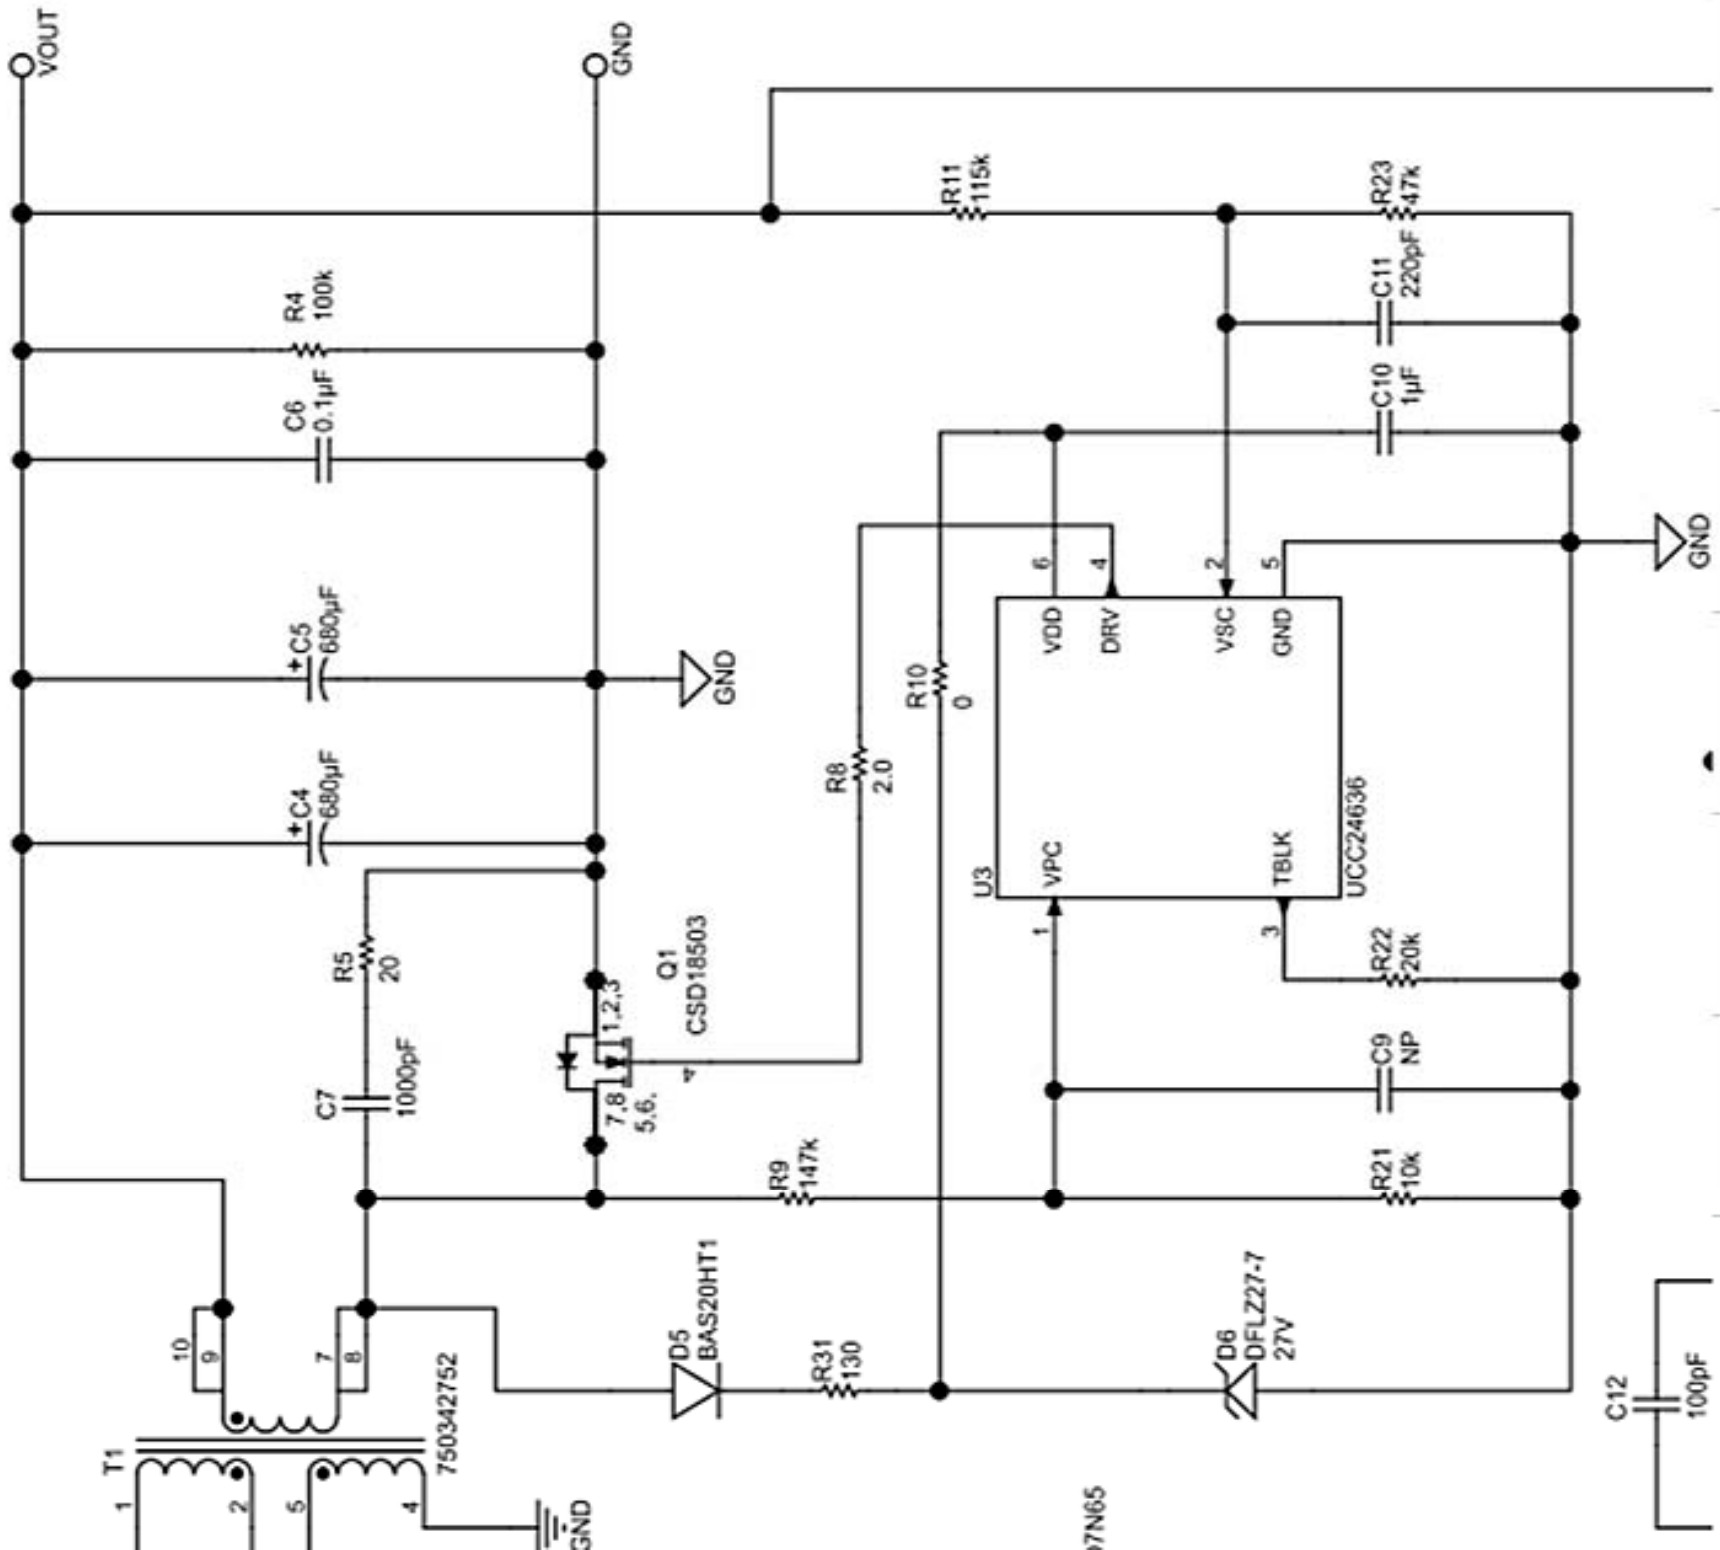 T1
1
2
5
4
750342752
GND
10
9
7
8
VOUT
GND
C7
1000pF
R5
20
+
C4
680µF
+
C5
680µF
C6
0.1µF
R4
100k
Q1
CSD18503
1,2,3
7,8
5,6,
GND
D5
BAS20HT1
R31
130
R9
147k
R8
2.0
R10
0
R11
115k
U3
VPC
TBLK
VDD
DRV
VSC
GND
1
3
6
4
2
5
UCC24636
D6
DFLZ27-7
27V
R21
10k
C9
NP
R22
20k
C10
1µF
C11
220pF
R23
47k
GND
C12
100pF
07N65